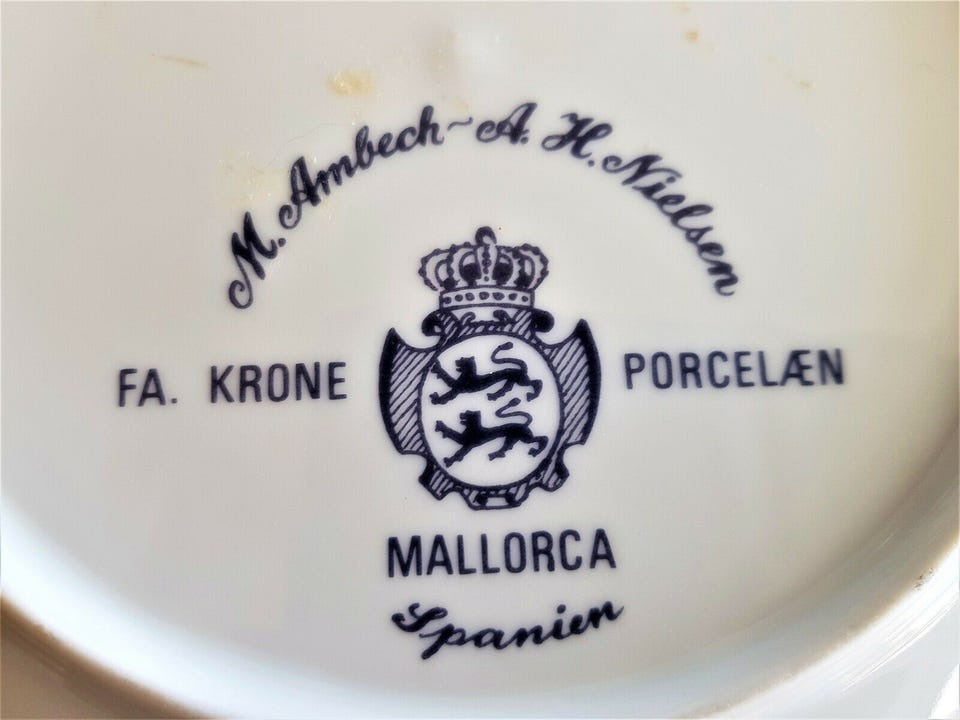 M. Ambech ~ A. H. Nielsen
FA. KRONE PORCELÆN
MALLORCA
Spanien